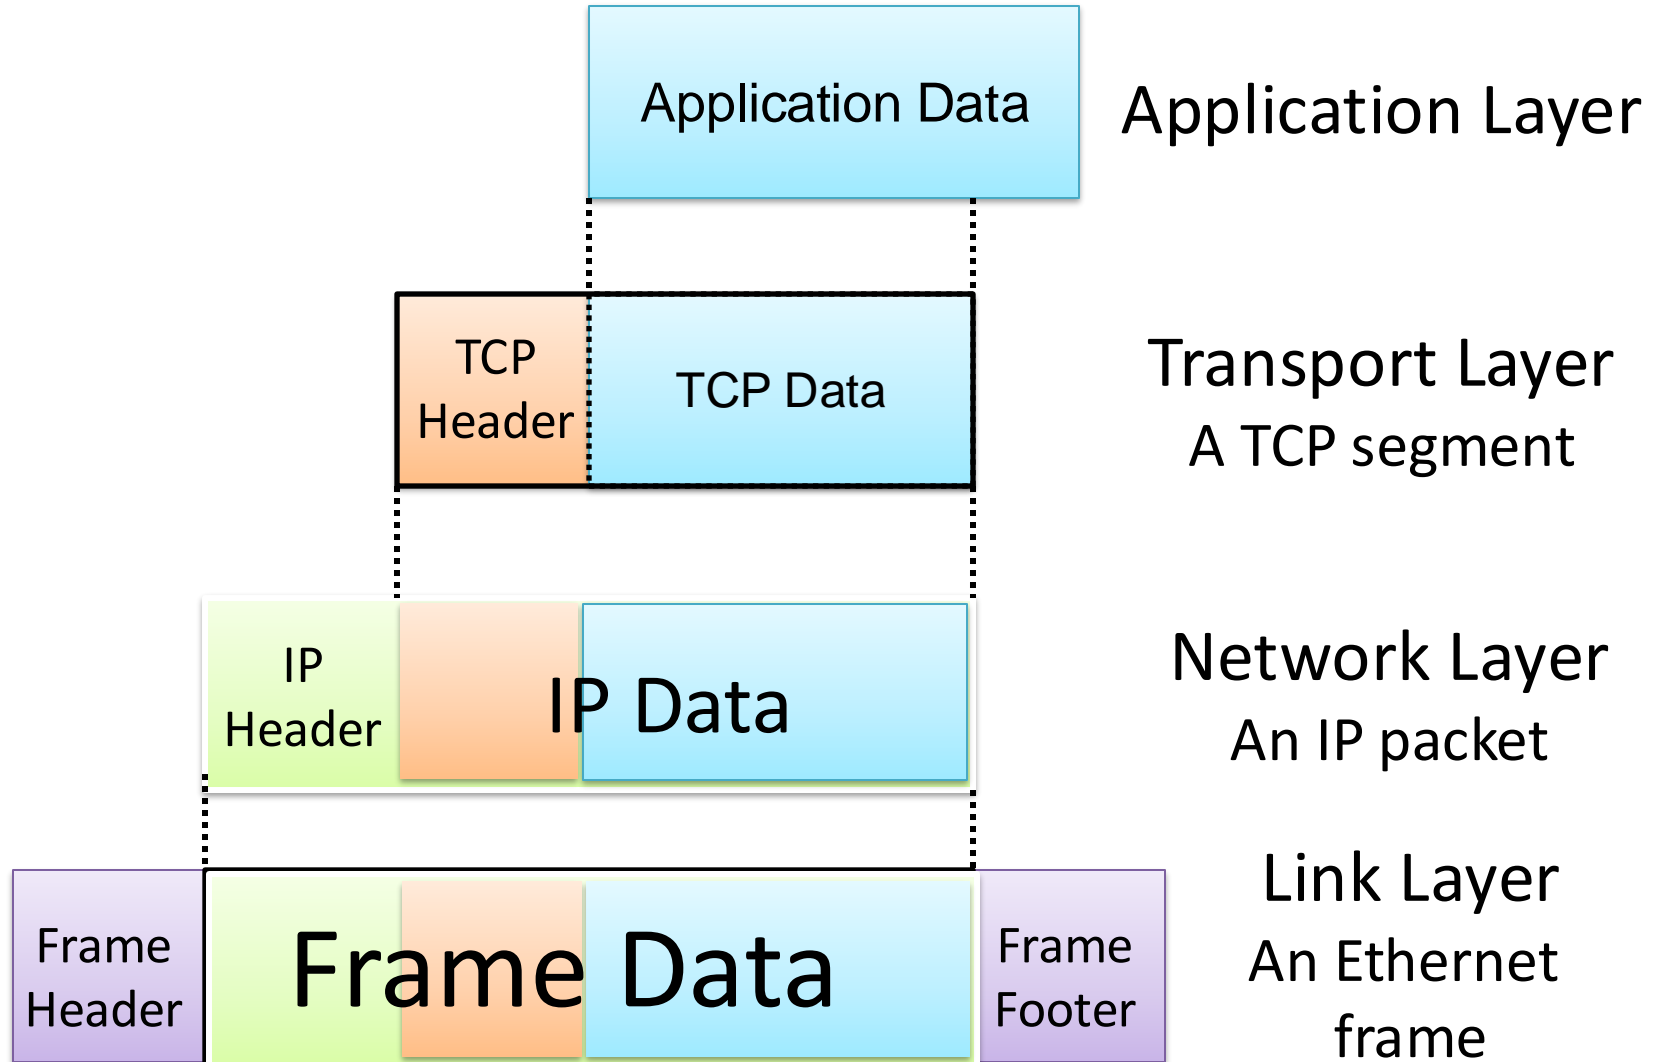 Application Data
Application Layer
TCP
Header
TCP Data
Transport Layer
A TCP segment
IP
Header
IP Data
Network Layer
An IP packet
Frame
Header
Frame Data
Frame
Footer
Link Layer
An Ethernet
frame